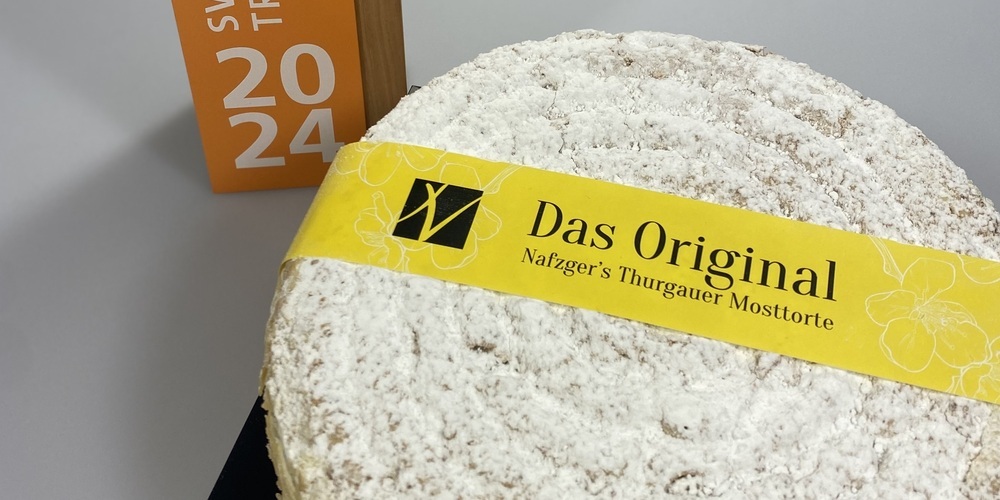 20
24
Das Original
Nafzger's Thurgauer Mosttorte